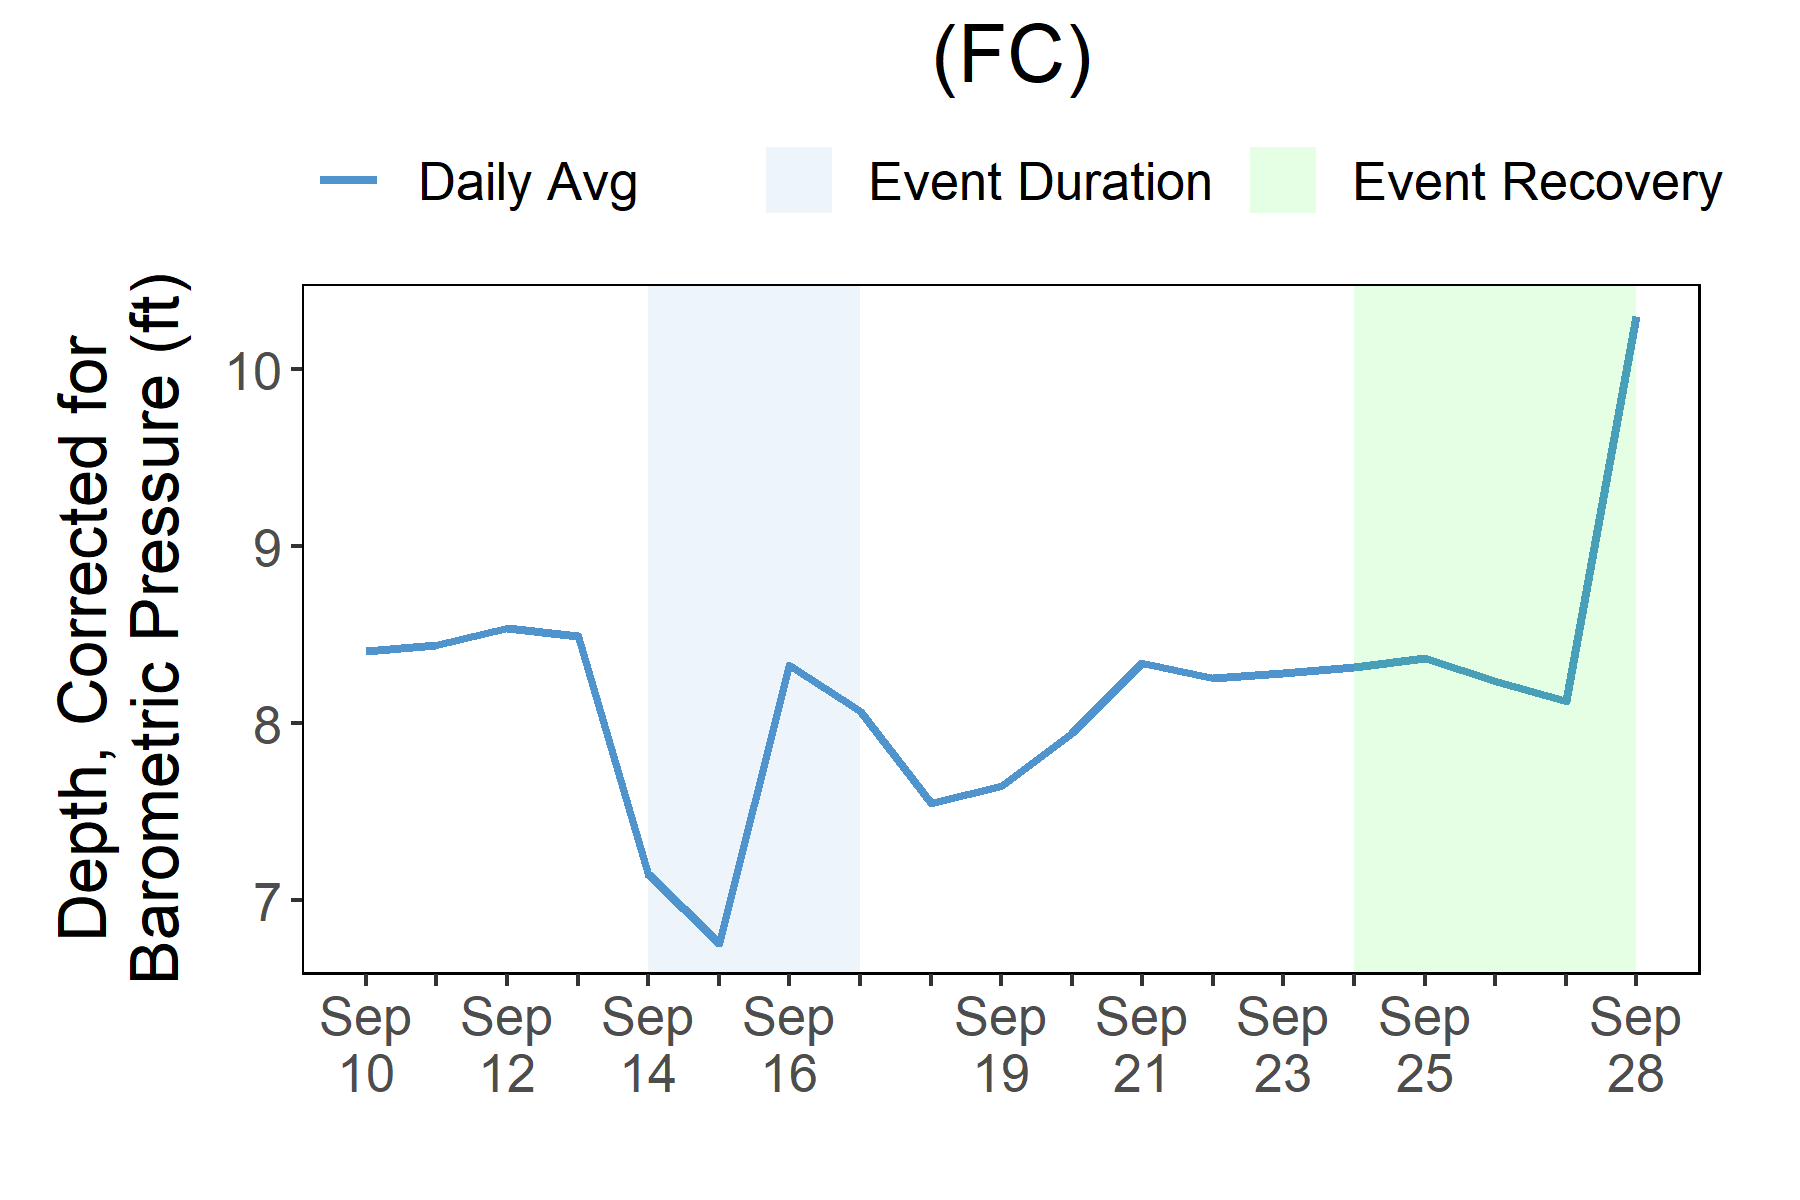 (FC)
Daily Avg
Event Duration
Event Recovery
Depth, Corrected for
Barometric Pressure (ft)
10
9
8
7
Sep
10
Sep
12
Sep
14
Sep
16
Sep
19
Sep
21
Sep
23
Sep
25
Sep
28